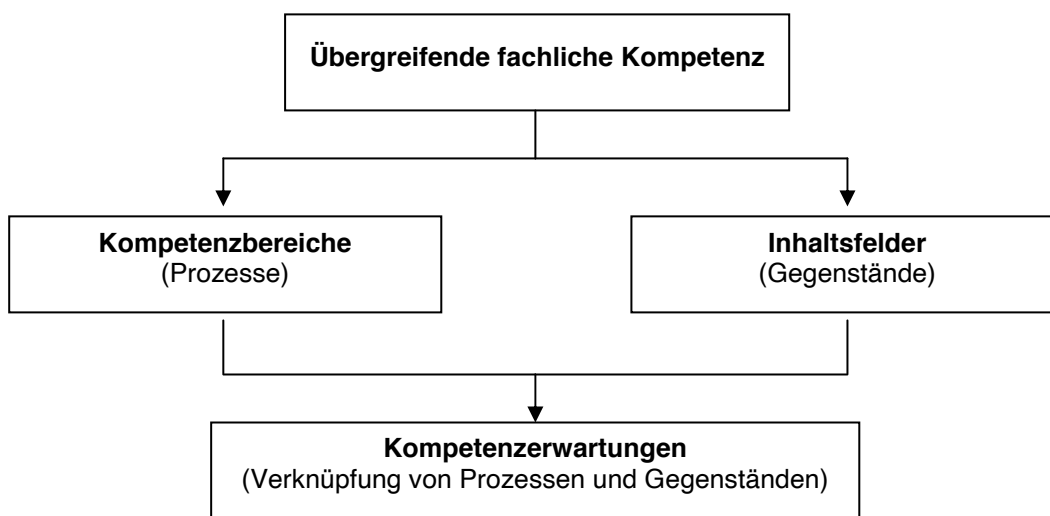 Übergreifende fachliche Kompetenz
Kompetenzbereiche
(Prozesse)
Inhaltsfelder
(Gegenstände)
Kompetenzerwartungen
(Verknüpfung von Prozessen und Gegenständen)